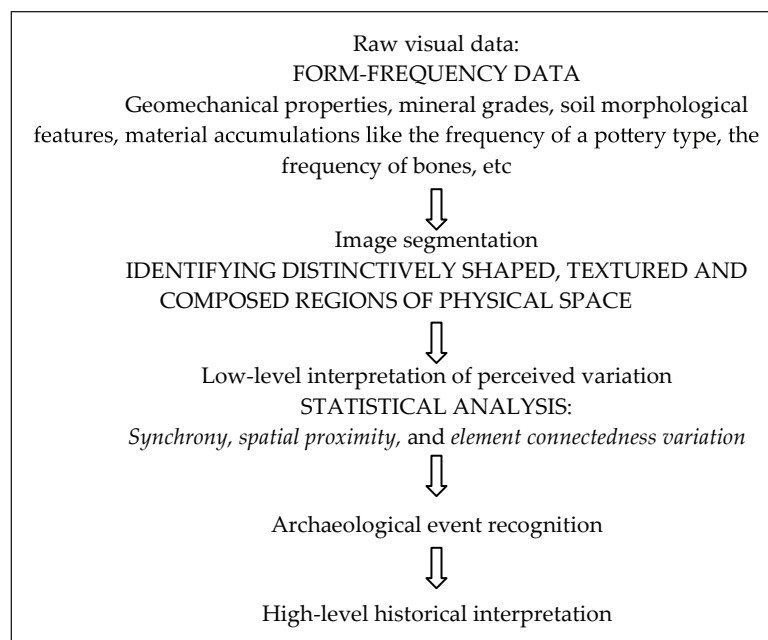 Raw visual data:
FORM-FREQUENCY DATA
Geomechanical properties, mineral grades, soil morphological
features, material accumulations like the frequency of a pottery type, the
frequency of bones, etc
Image segmentation
IDENTIFYING DISTINCTIVELY SHAPED, TEXTURED AND
COMPOSED REGIONS OF PHYSICAL SPACE
Low-level interpretation of perceived variation
STATISTICAL ANALYSIS:
Synchrony, spatial proximity, and element connectedness variation
Archaeological event recognition
High-level historical interpretation